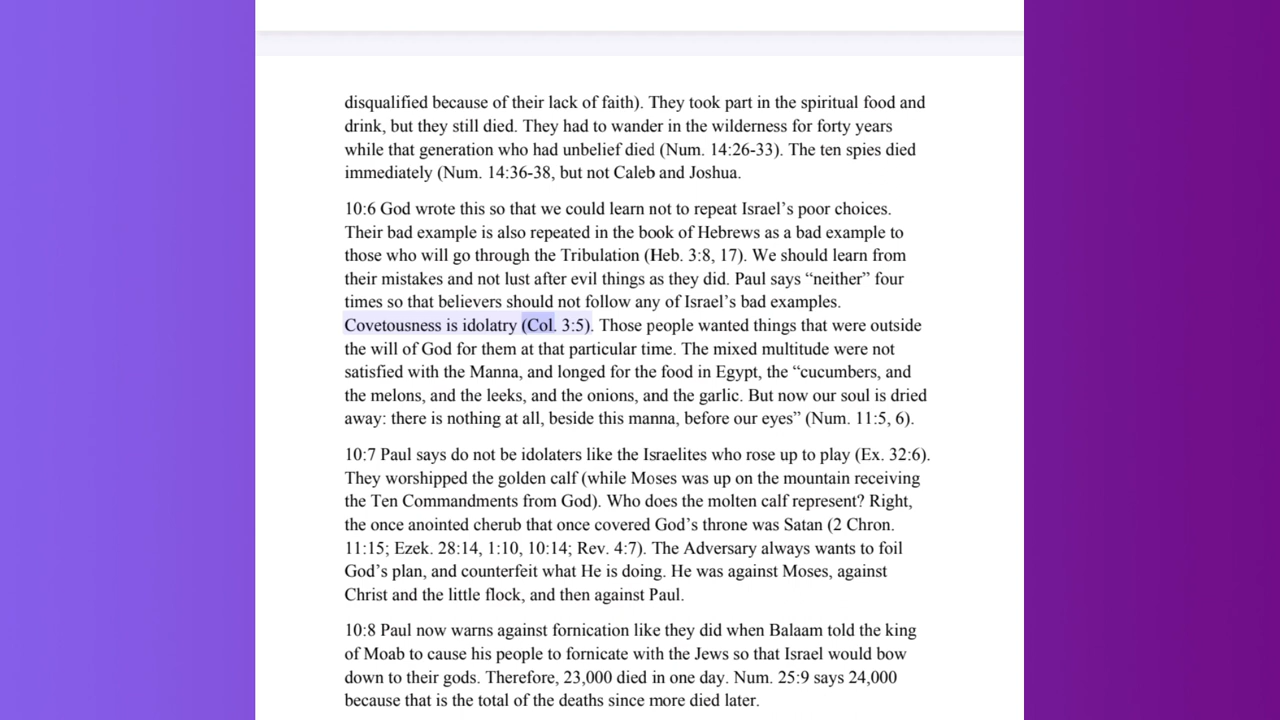 disqualified because of their lack of faith). They took part in the spiritual food and
drink, but they still died. They had to wander in the wilderness for forty years
while that generation who had unbelief died (Num. 14:26-33). The ten spies died
immediately (Num. 14:36-38, but not Caleb and Joshua.
10:6 God wrote this so that we could learn not to repeat Israel’s poor choices.
Their bad example is also repeated in the book of Hebrews as a bad example to
those who will go through the Tribulation (Heb. 3:8, 17). We should learn from
their mistakes and not lust after evil things as they did. Paul says “neither” four
times so that believers should not follow any of Israel’s bad examples.
Covetousness is idolatry (Col. 3:5). Those people wanted things that were outside
the will of God for them at that particular time. The mixed multitude were not
satisfied with the Manna, and longed for the food in Egypt, the “cucumbers, and
the melons, and the leeks, and the onions, and the garlic. But now our soul is dried
away: there is nothing at all, beside this manna, before our eyes” (Num. 11:5, 6).
10:7 Paul says do not be idolaters like the Israelites who rose up to play (Ex. 32:6).
They worshipped the golden calf (while Moses was up on the mountain receiving
the Ten Commandments from God). Who does the molten calf represent? Right,
the once anointed cherub that once covered God’s throne was Satan (2 Chron.
11:15; Ezek. 28:14, 1:10, 10:14; Rev. 4:7). The Adversary always wants to foil
God’s plan, and counterfeit what He is doing. He was against Moses, against
Christ and the little flock, and then against Paul.
10:8 Paul now warns against fornication like they did when Balaam told the king
of Moab to cause his people to fornicate with the Jews so that Israel would bow
down to their gods. Therefore, 23,000 died in one day. Num. 25:9 says 24,000
because that is the total of the deaths since more died later.